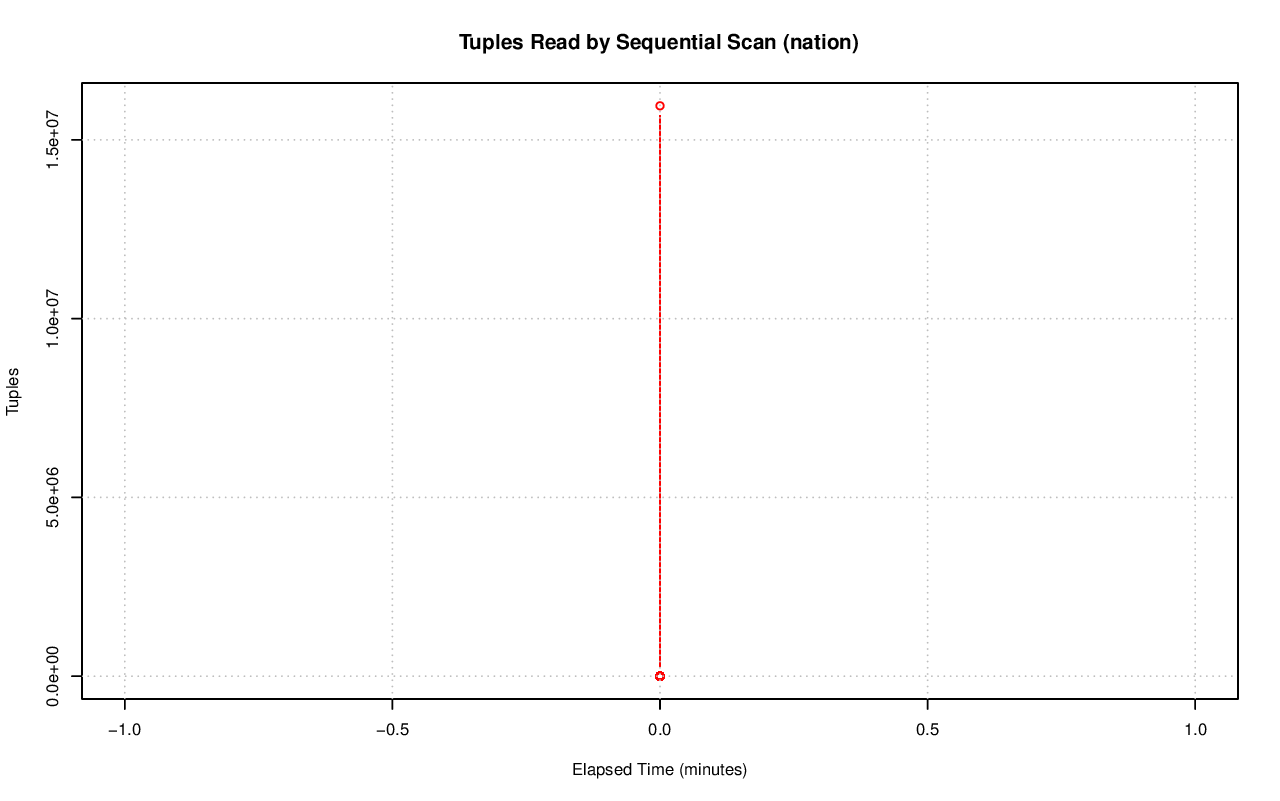 Tuples Read by Sequential Scan (nation)
Tuples
1.5e+07
1.0e+07
5.0e+06
0.0e+00
−1.0 −0.5 0.0 0.5 1.0
Elapsed Time (minutes)